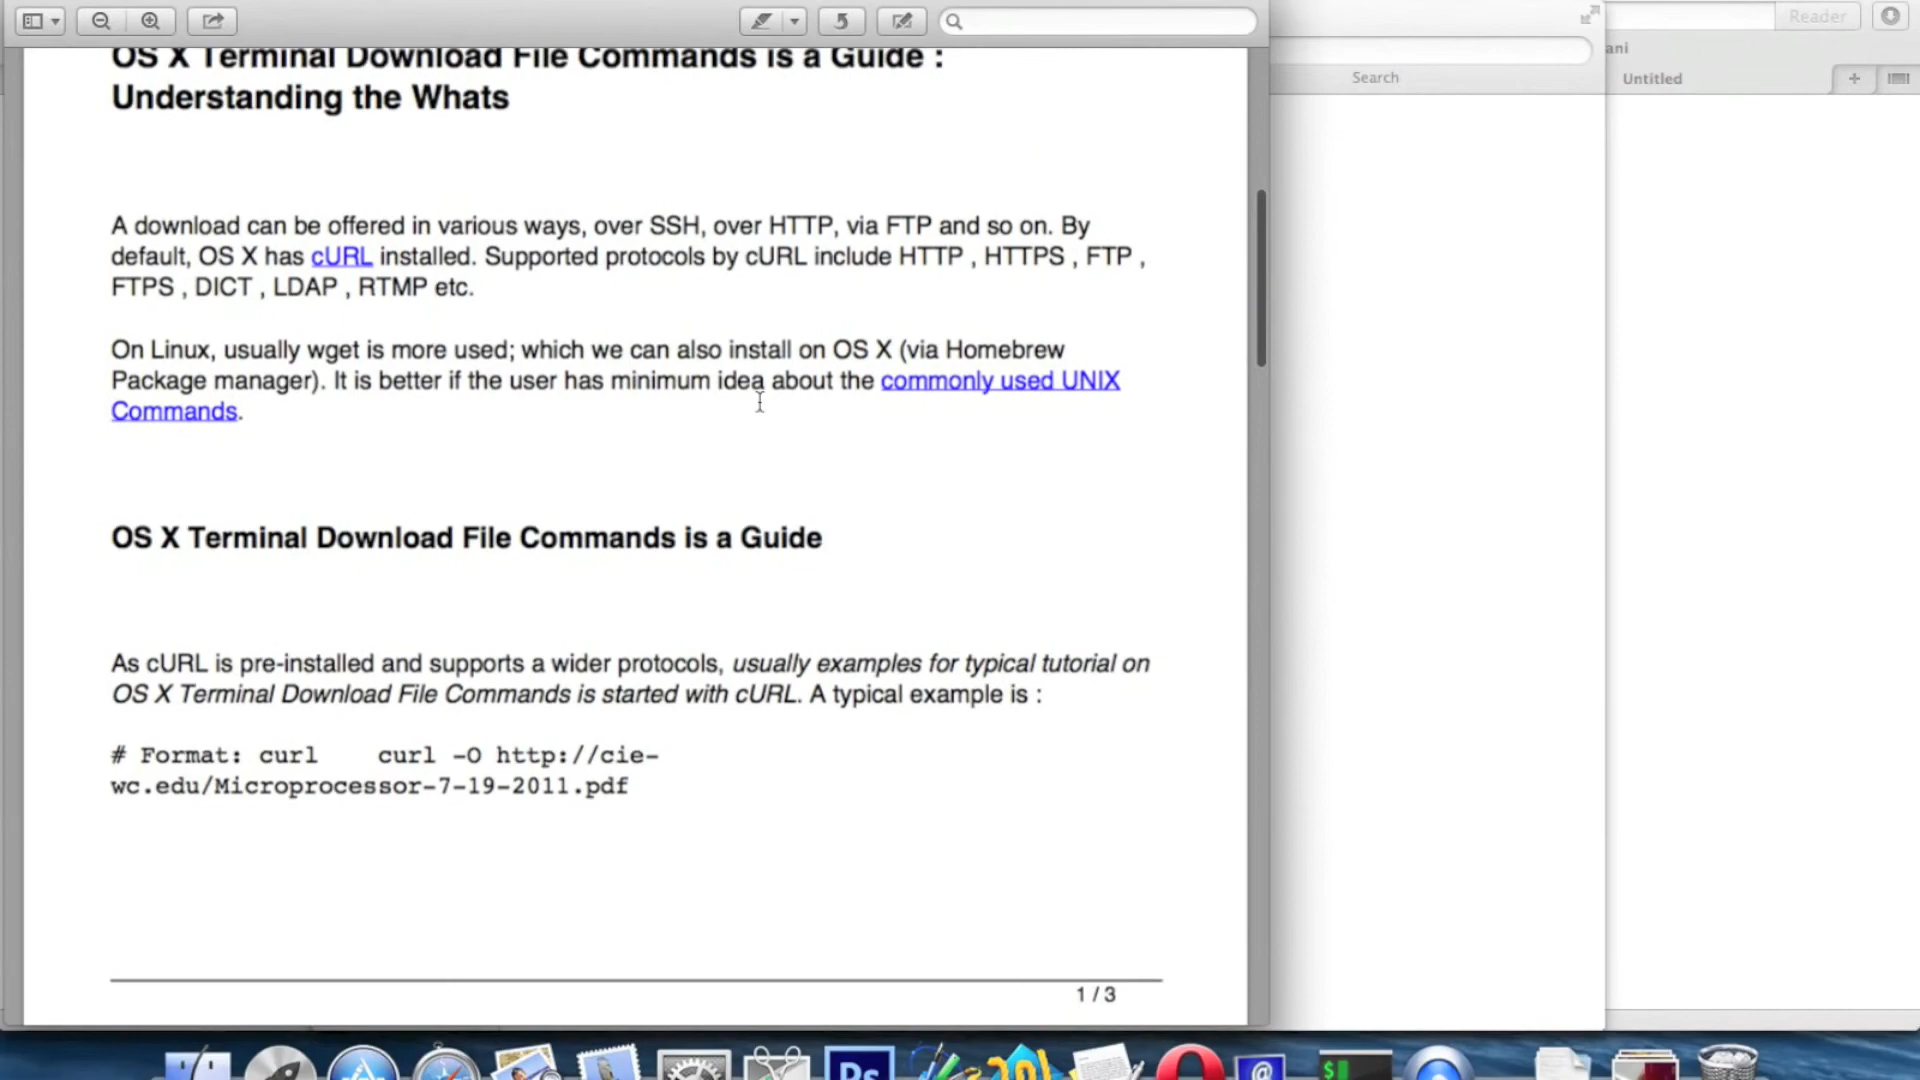 Reader
ani
Search
Untitled
OS X Terminal Download File Commands is a Guide :
Understanding the Whats
A download can be offered in various ways, over SSH, over HTTP, via FTP and so on. By
default, OS X has cURL installed. Supported protocols by cURL include HTTP , HTTPS , FTP ,
FTPS , DICT , LDAP , RTMP etc.
On Linux, usually wget is more used; which we can also install on OS X (via Homebrew
Package manager). It is better if the user has minimum idea about the commonly used UNIX
Commands.
OS X Terminal Download File Commands is a Guide
As cURL is pre-installed and supports a wider protocols, usually examples for typical tutorial on
OS X Terminal Download File Commands is started with cURL. A typical example is :
# Format: curl    curl -O http://cie-
wc.edu/Microprocessor-7-19-2011.pdf
1 / 3
Ps
@
$